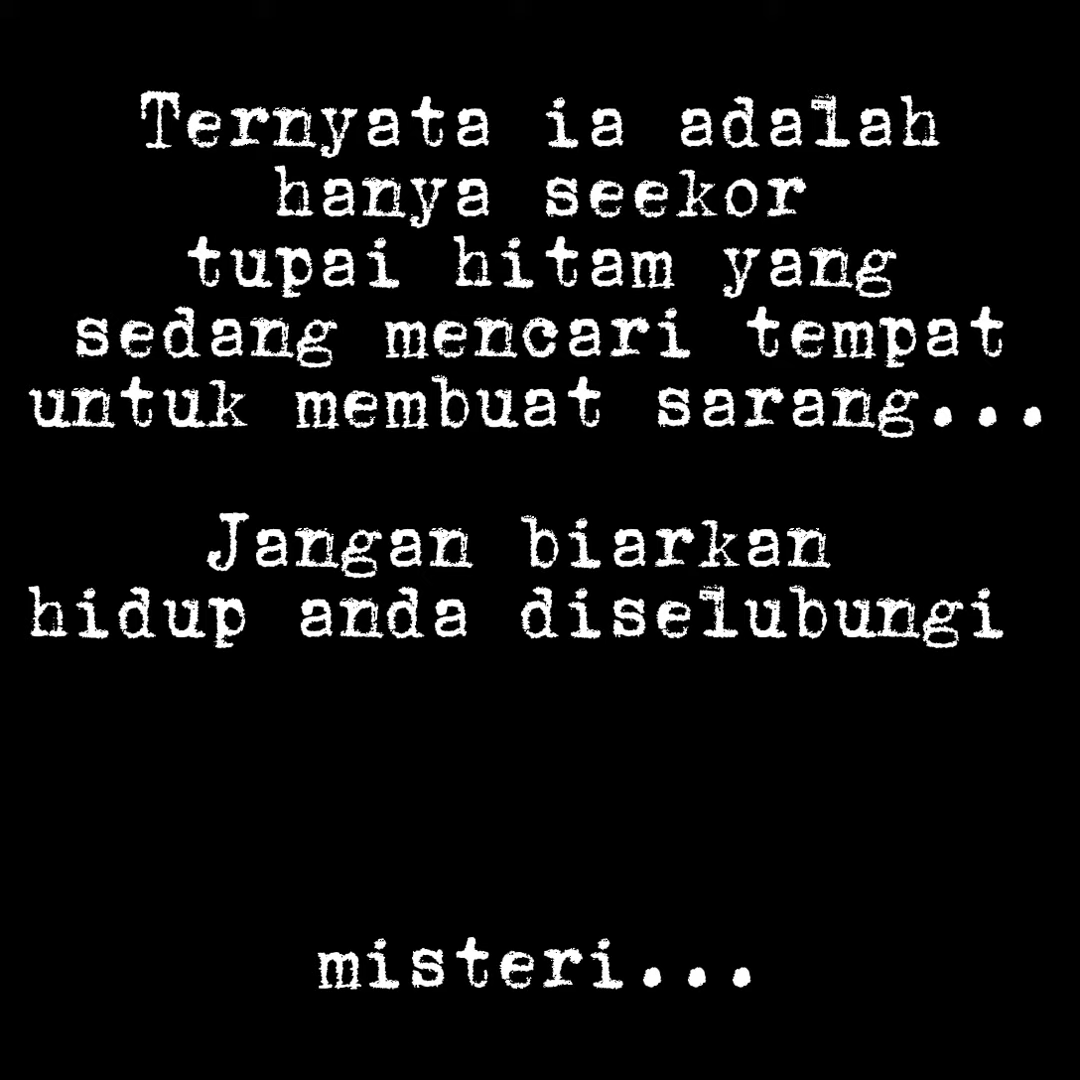 Ternyata ia adalah
hanya seekor
tupai hitam yang
sedang mencari tempat
untuk membuat sarang...
Jangan biarkan
hidup anda diselubungi
misteri...